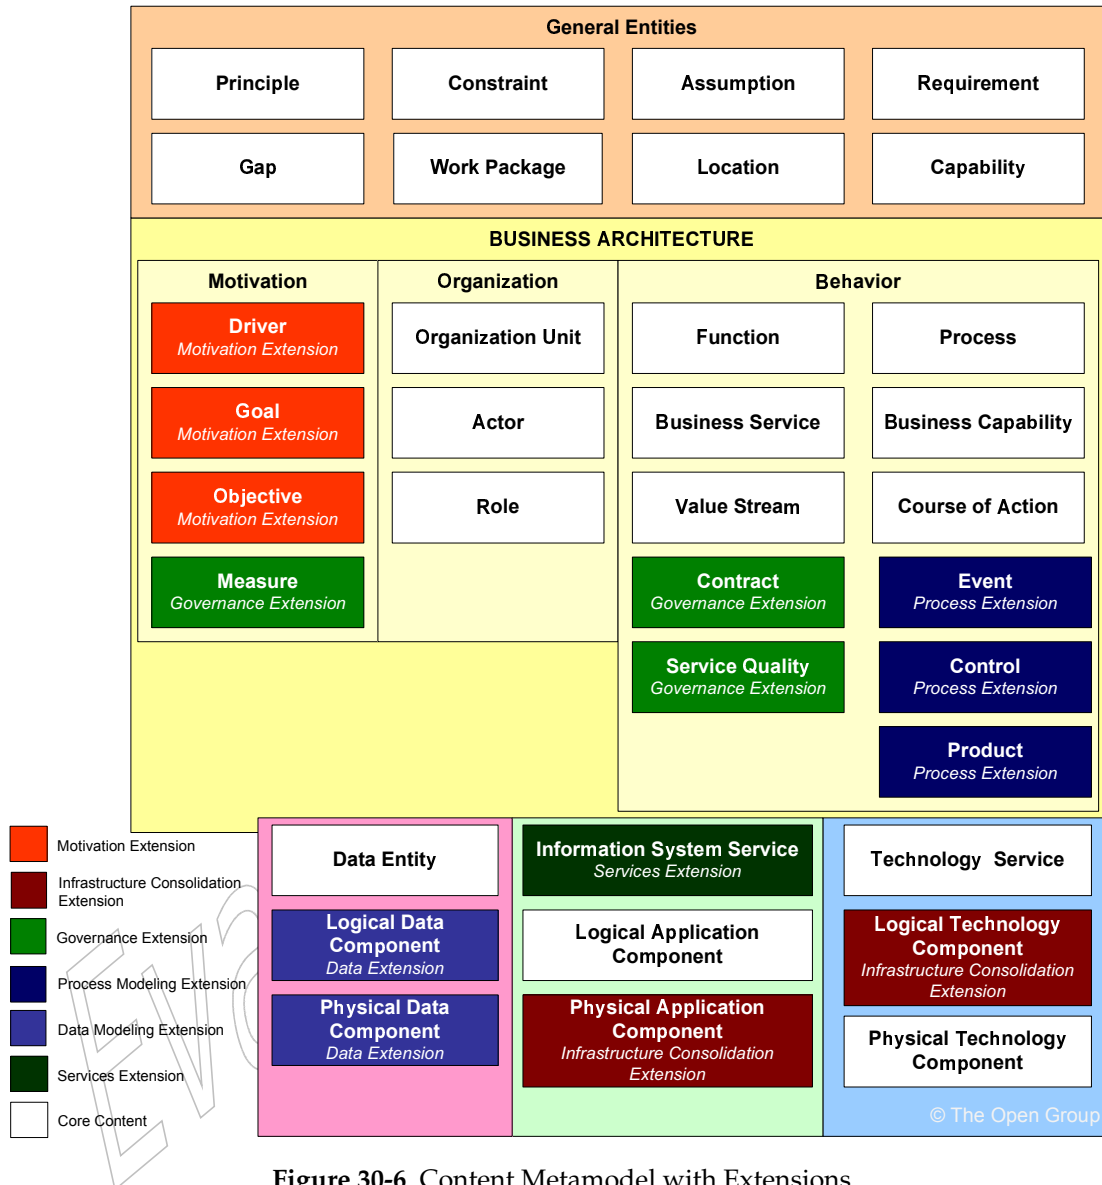 General Entities
Principle
Constraint
Assumption
Requirement
Gap
Work Package
Location
Capability
BUSINESS ARCHITECTURE
Motivation
Organization
Behavior
Driver
Motivation Extension
Organization Unit
Function
Process
Goal
Motivation Extension
Actor
Business Service
Business Capability
Objective
Motivation Extension
Role
Value Stream
Course of Action
Measure
Governance Extension
Contract
Governance Extension
Event
Process Extension
Service Quality
Governance Extension
Control
Process Extension
Product
Process Extension
Data Entity
Logical Data
Component
Data Extension
Physical Data
Component
Data Extension
Information System Service
Services Extension
Logical Application
Component
Physical Application
Component
Infrastructure Consolidation
Extension
Technology Service
Logical Technology
Component
Infrastructure Consolidation
Extension
Physical Technology
Component
© The Open Group
Motivation Extension
Infrastructure Consolidation
Extension
Governance Extension
Process Modeling Extension
Data Modeling Extension
Services Extension
Core Content
Eva
Figure 30-6 Content Metamodel with Extensions